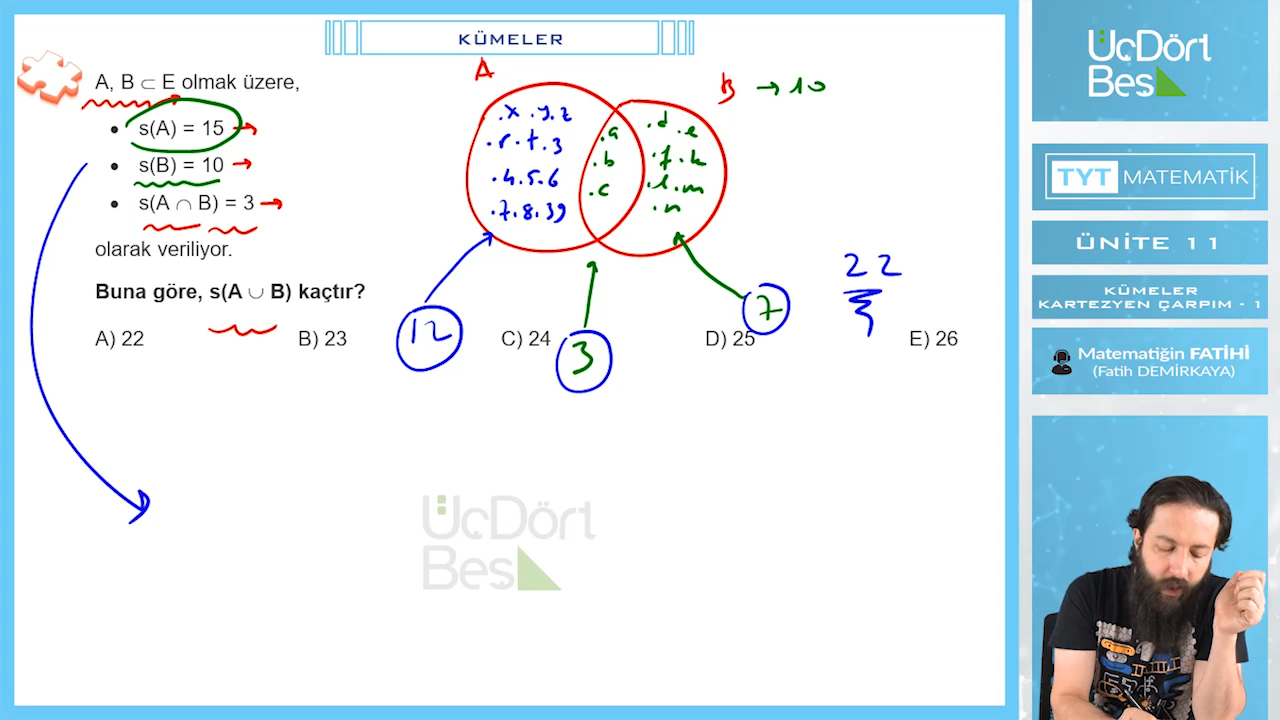 KÜMELER
A, B ⊂ E olmak üzere,
• s(A) = 15
• s(B) = 10
• s(A ∩ B) = 3
olarak veriliyor.
Buna göre, s(A ∪ B) kaçtır?
A) 22 B) 23 C) 24 D) 25 E) 26
A
B → 10
.x .y .z
.r .t .3
.4 .5 .6
.7 .8 .39
.a
.b
.c
.d .e
.f .k
.l .m
.n
12
3
7
22
ÜçDört
Beş
ÜçDört
Beş
TYT MATEMATİK
ÜNİTE 11
KÜMELER
KARTEZYEN ÇARPIM - 1
Matematiğin FATİHİ
(Fatih DEMİRKAYA)